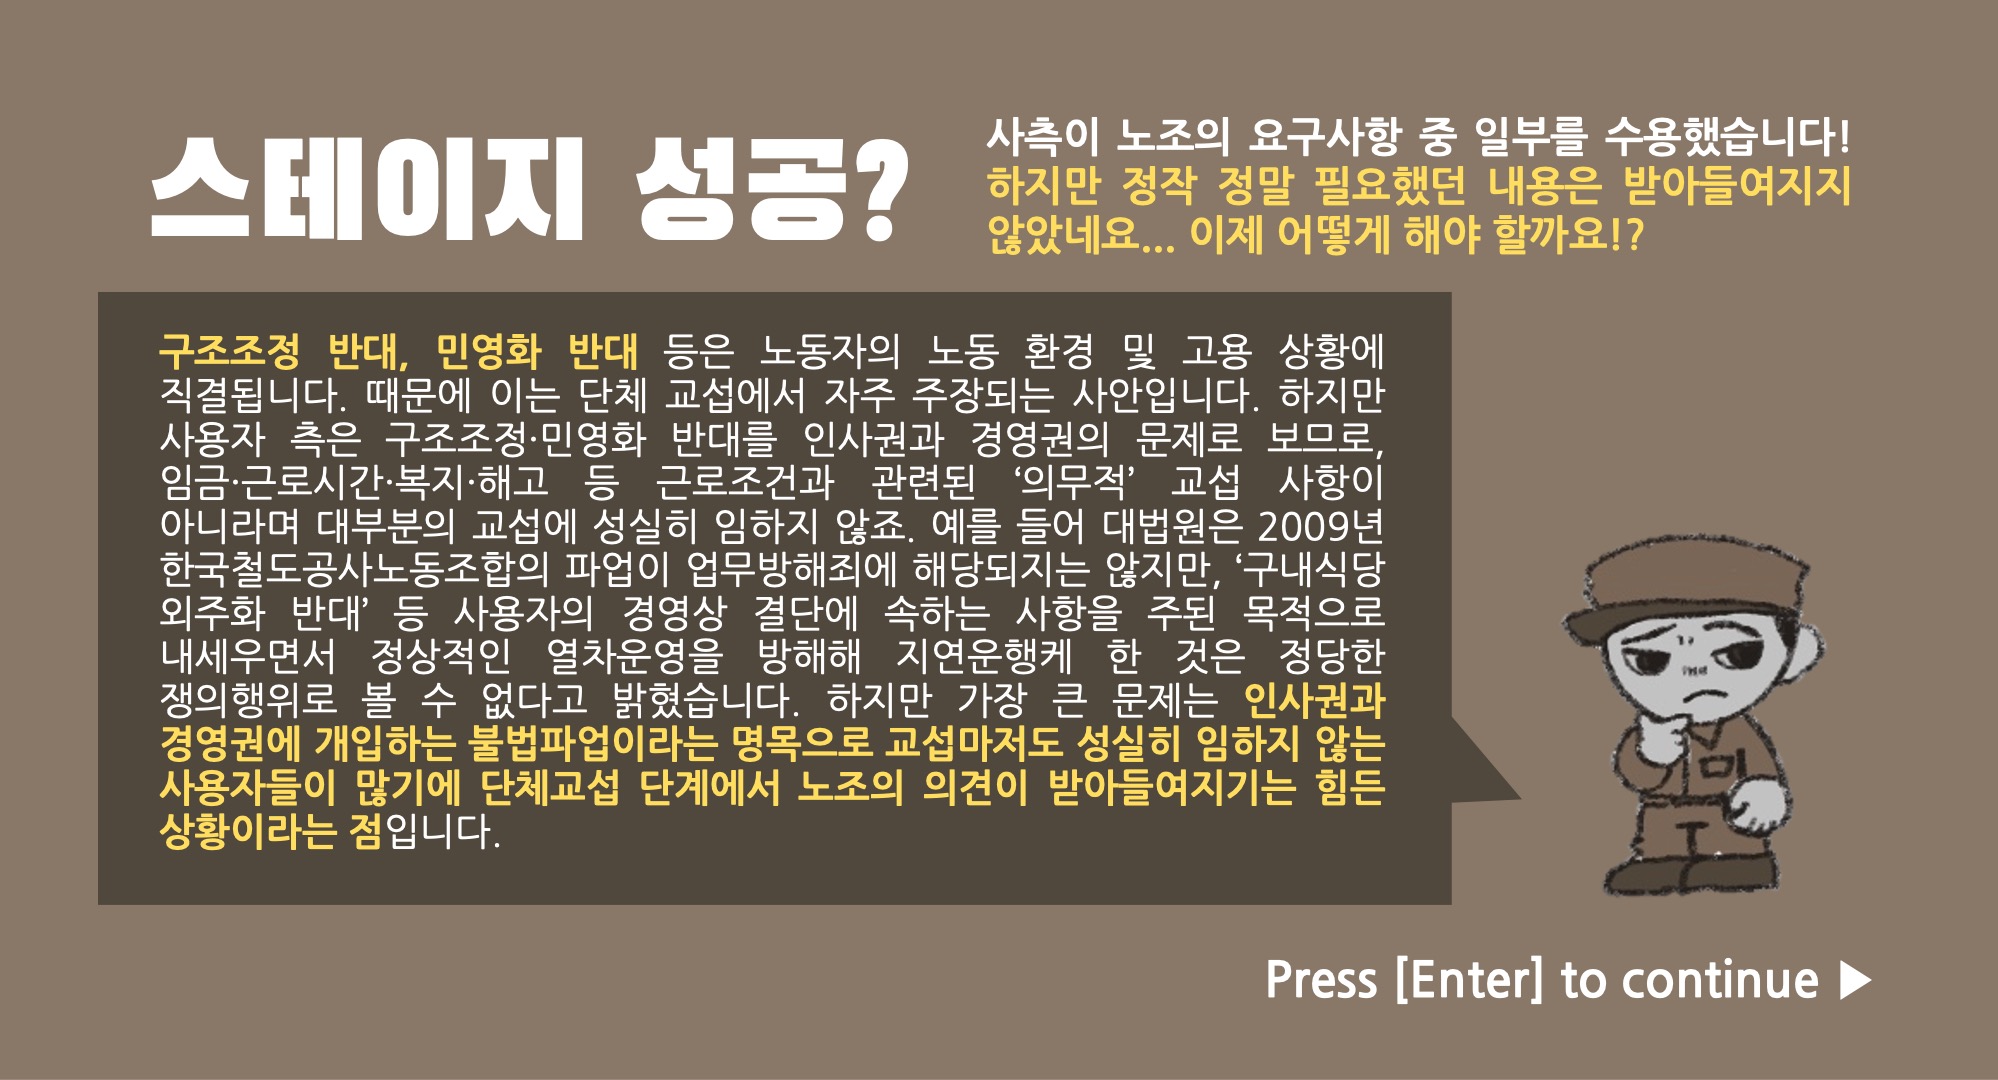 스테이지 성공?
사측이 노조의 요구사항 중 일부를 수용했습니다!
하지만 정작 정말 필요했던 내용은 받아들여지지
않았네요... 이제 어떻게 해야 할까요!?
구조조정 반대, 민영화 반대 등은 노동자의 노동 환경 및 고용 상황에
직결됩니다. 때문에 이는 단체 교섭에서 자주 주장되는 사안입니다. 하지만
사용자 측은 구조조정·민영화 반대를 인사권과 경영권의 문제로 보므로,
임금·근로시간·복지·해고 등 근로조건과 관련된 ‘의무적’ 교섭 사항이
아니라며 대부분의 교섭에 성실히 임하지 않죠. 예를 들어 대법원은 2009년
한국철도공사노동조합의 파업이 업무방해죄에 해당되지는 않지만, ‘구내식당
외주화 반대’ 등 사용자의 경영상 결단에 속하는 사항을 주된 목적으로
내세우면서 정상적인 열차운영을 방해해 지연운행케 한 것은 정당한
쟁의행위로 볼 수 없다고 밝혔습니다. 하지만 가장 큰 문제는 인사권과
경영권에 개입하는 불법파업이라는 명목으로 교섭마저도 성실히 임하지 않는
사용자들이 많기에 단체교섭 단계에서 노조의 의견이 받아들여지기는 힘든
상황이라는 점입니다.
Press [Enter] to continue ▶